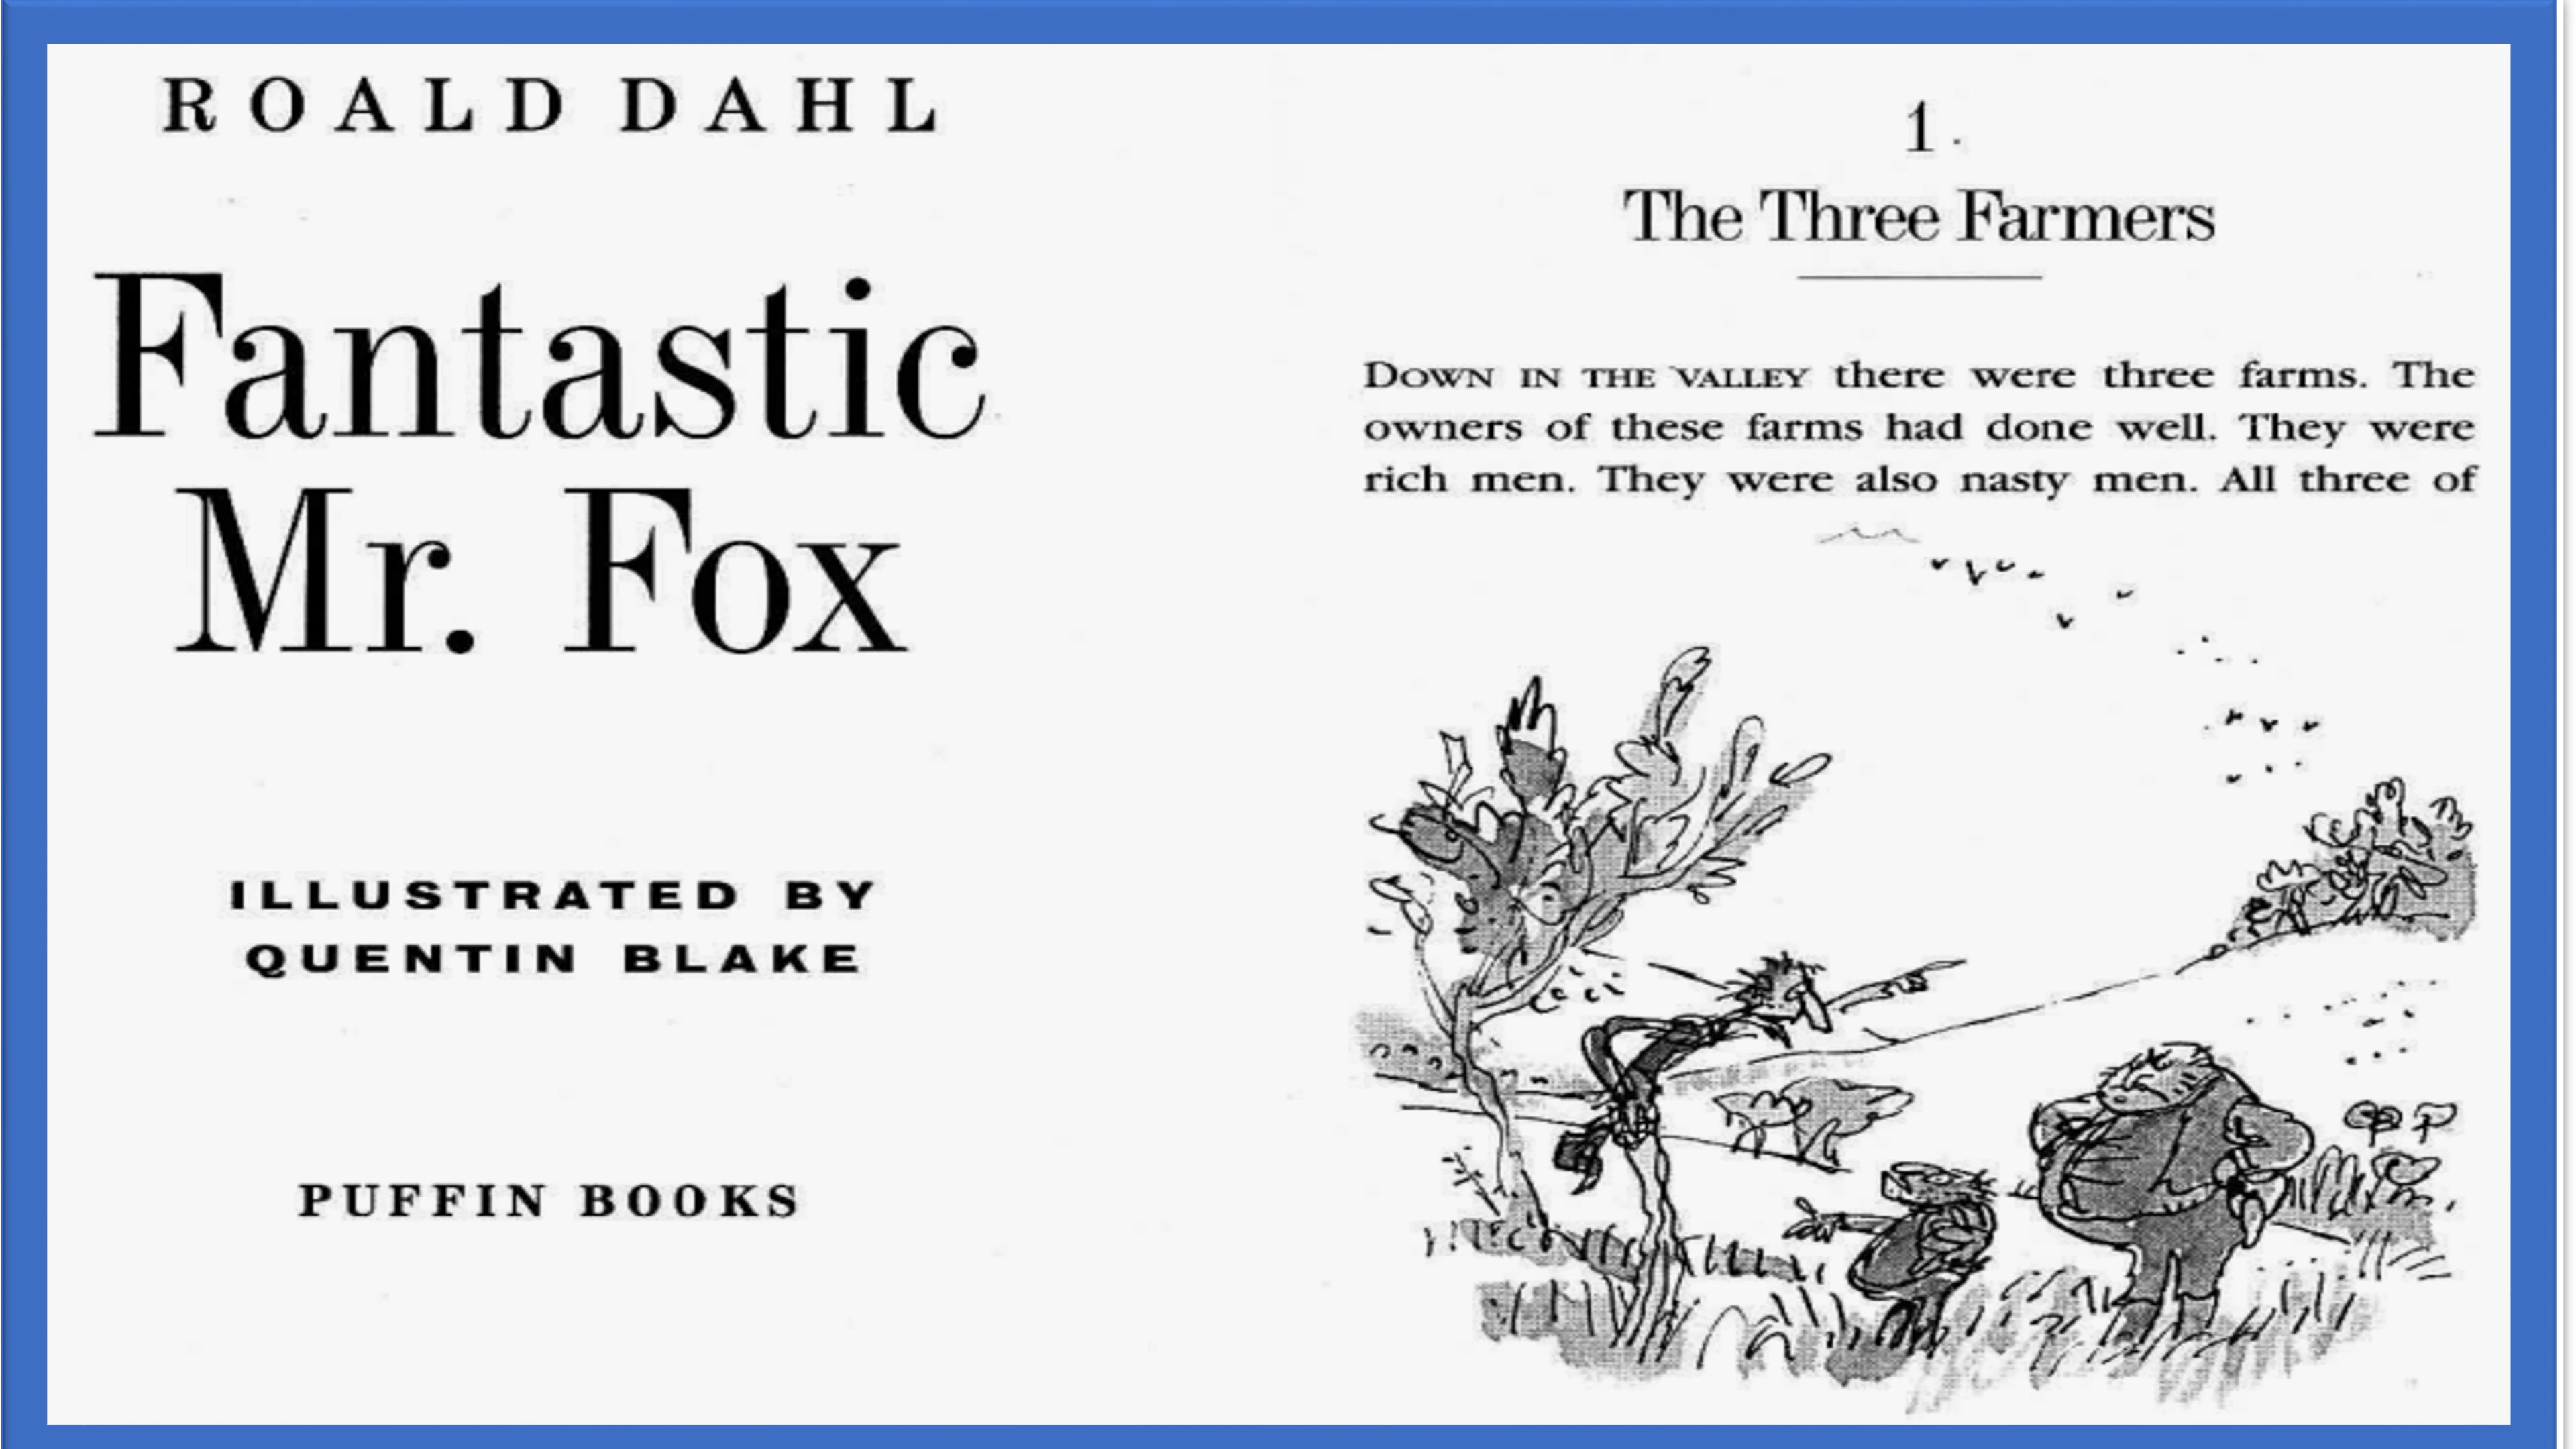 ROALD DAHL
Fantastic
Mr. Fox
ILLUSTRATED BY
QUENTIN BLAKE
PUFFIN BOOKS
1.
The Three Farmers
DOWN IN THE VALLEY there were three farms. The
owners of these farms had done well. They were
rich men. They were also nasty men. All three of